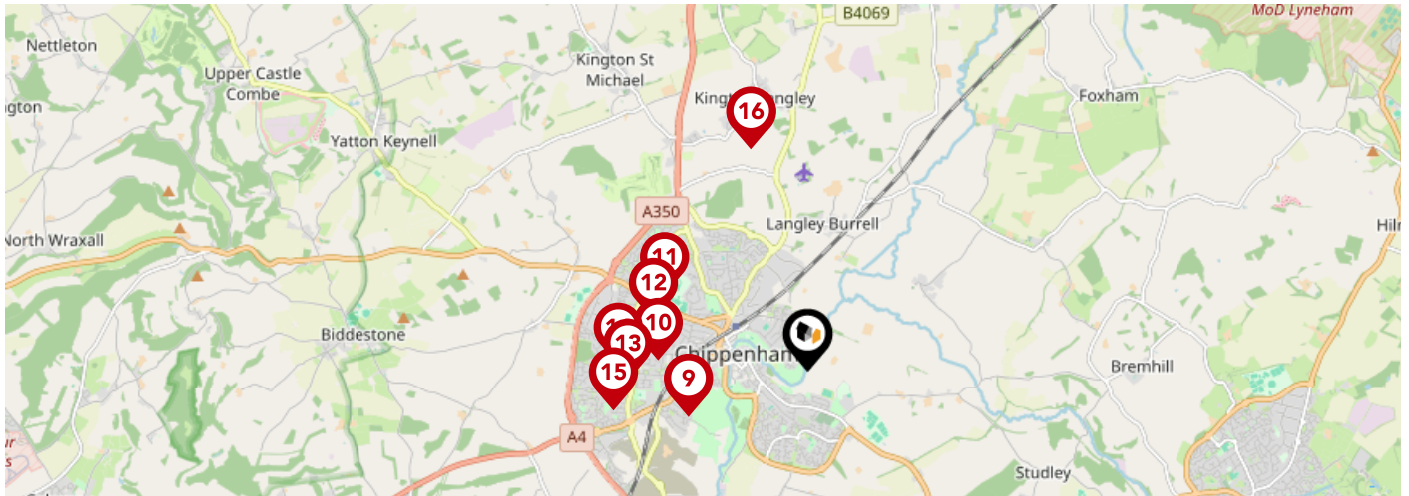 B4069
MoD Lyneham
Nettleton
Kington St
Michael
Upper Castle
Combe
Foxham
16
Yatton Keynell
A350
Langley Burrell
North Wraxall
11
12
10
13
Biddestone
Chippenham
15
9
Bremhill
A4
Studley